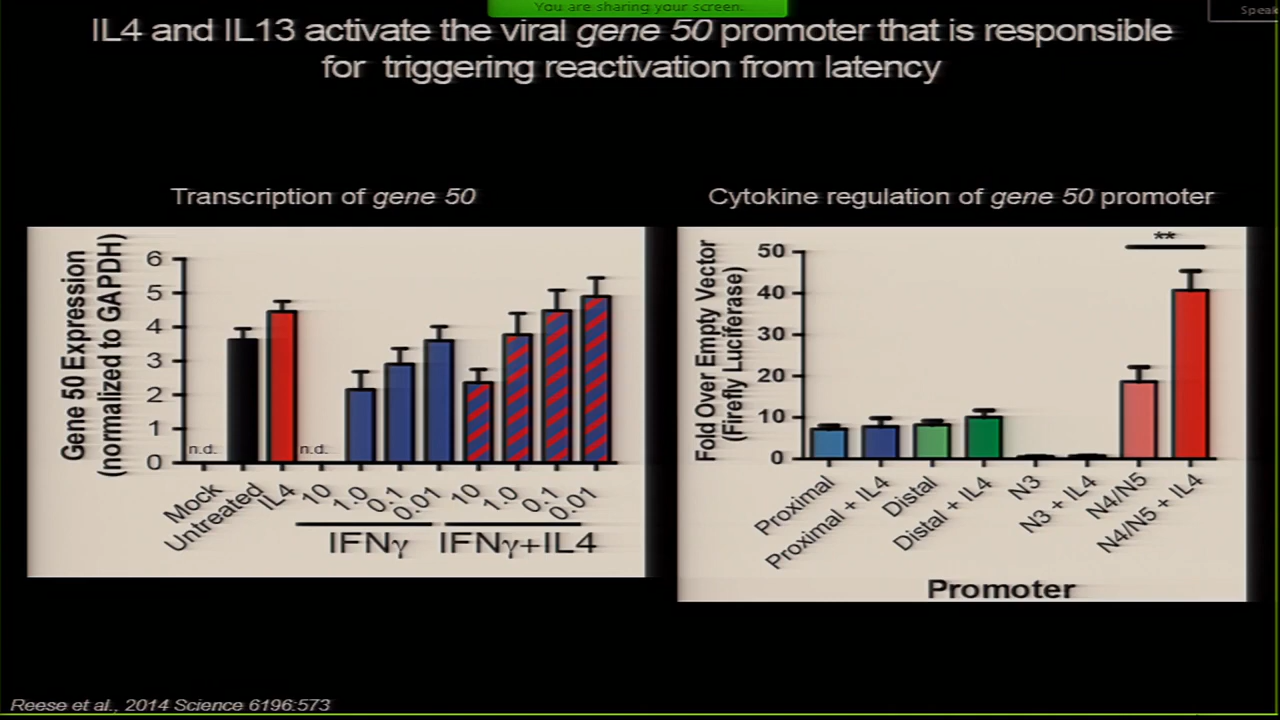 You are sharing your screen.
Speak
IL4 and IL13 activate the viral gene 50 promoter that is responsible
for triggering reactivation from latency
Transcription of gene 50
Gene 50 Expression
(normalized to GAPDH)
6
5
4
3
2
1
0
n.d.
n.d.
Mock
Untreated
IL4
10
1.0
0.1
0.01
10
1.0
0.1
0.01
IFNγ
IFNγ+IL4
Cytokine regulation of gene 50 promoter
Fold Over Empty Vector
(Firefly Luciferase)
50
40
30
20
10
0
**
Proximal
Proximal + IL4
Distal
Distal + IL4
N3
N3 + IL4
N4/N5
N4/N5 + IL4
Promoter
Reese et al., 2014 Science 6196:573